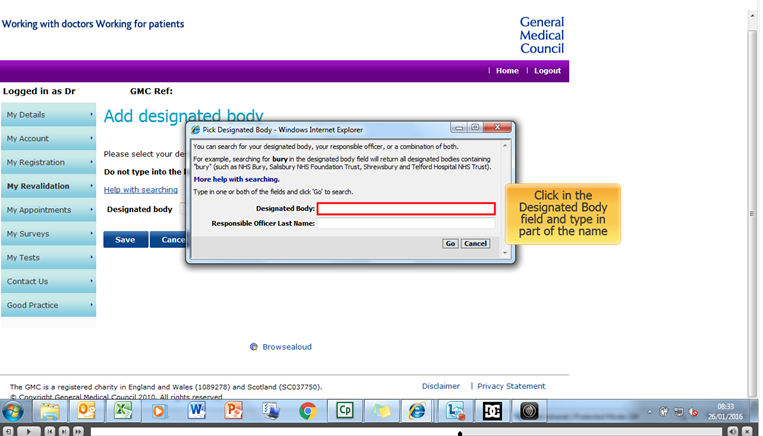 Working with doctors Working for patients
General
Medical
Council
Home
Logout
Logged in as Dr
GMC Ref:
My Details
My Account
My Registration
My Revalidation
My Appointments
My Surveys
My Tests
Contact Us
Good Practice
Add designated body
Please select your de
Do not type into the
Help with searching
Designated body
Save
Cance
Pick Designated Body - Windows Internet Explorer
You can search for your designated body, your responsible officer, or a combination of both.
For example, searching for bury in the designated body field will return all designated bodies containing
"bury" (such as NHS Bury, Salisbury NHS Foundation Trust, Shrewsbury and Telford Hospital NHS Trust).
More help with searching.
Type in one or both of the fields and click 'Go' to search.
Designated Body:
Responsible Officer Last Name:
Go
Cancel
Click in the
Designated Body
field and type in
part of the name
Browsealoud
The GMC is a registered charity in England and Wales (1089278) and Scotland (SC037750).
© Copyright General Medical Council 2010. All rights reserved.
Disclaimer
Privacy Statement
08:33
26/01/2016